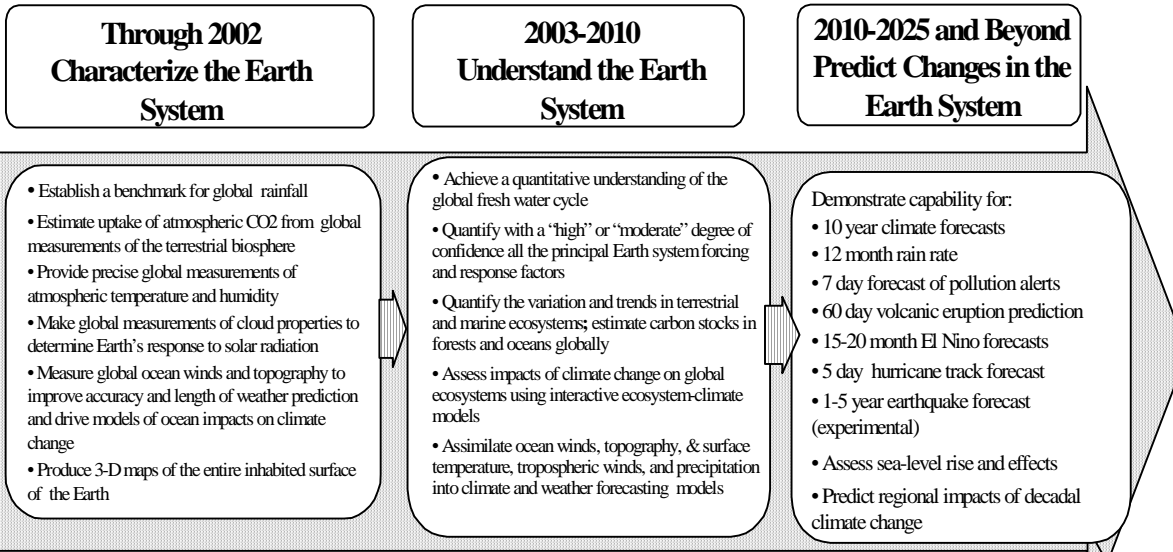 Through 2002
Characterize the Earth
System
• Establish a benchmark for global rainfall
• Estimate uptake of atmospheric CO2 from global
measurements of the terrestrial biosphere
• Provide precise global measurements of
atmospheric temperature and humidity
• Make global measurements of cloud properties to
determine Earth's response to solar radiation
• Measure global ocean winds and topography to
improve accuracy and length of weather prediction
and drive models of ocean impacts on climate
change
• Produce 3-D maps of the entire inhabited surface
of the Earth
2003-2010
Understand the Earth
System
• Achieve a quantitative understanding of the
global fresh water cycle
• Quantify with a “high” or “moderate” degree of
confidence all the principal Earth system forcing
and response factors
• Quantify the variation and trends in terrestrial
and marine ecosystems; estimate carbon stocks in
forests and oceans globally
• Assess impacts of climate change on global
ecosystems using interactive ecosystem-climate
models
• Assimilate ocean winds, topography, & surface
temperature, tropospheric winds, and precipitation
into climate and weather forecasting models
2010-2025 and Beyond
Predict Changes in the
Earth System
Demonstrate capability for:
• 10 year climate forecasts
• 12 month rain rate
• 7 day forecast of pollution alerts
• 60 day volcanic eruption prediction
• 15-20 month El Nino forecasts
• 5 day hurricane track forecast
• 1-5 year earthquake forecast
(experimental)
• Assess sea-level rise and effects
• Predict regional impacts of decadal
climate change